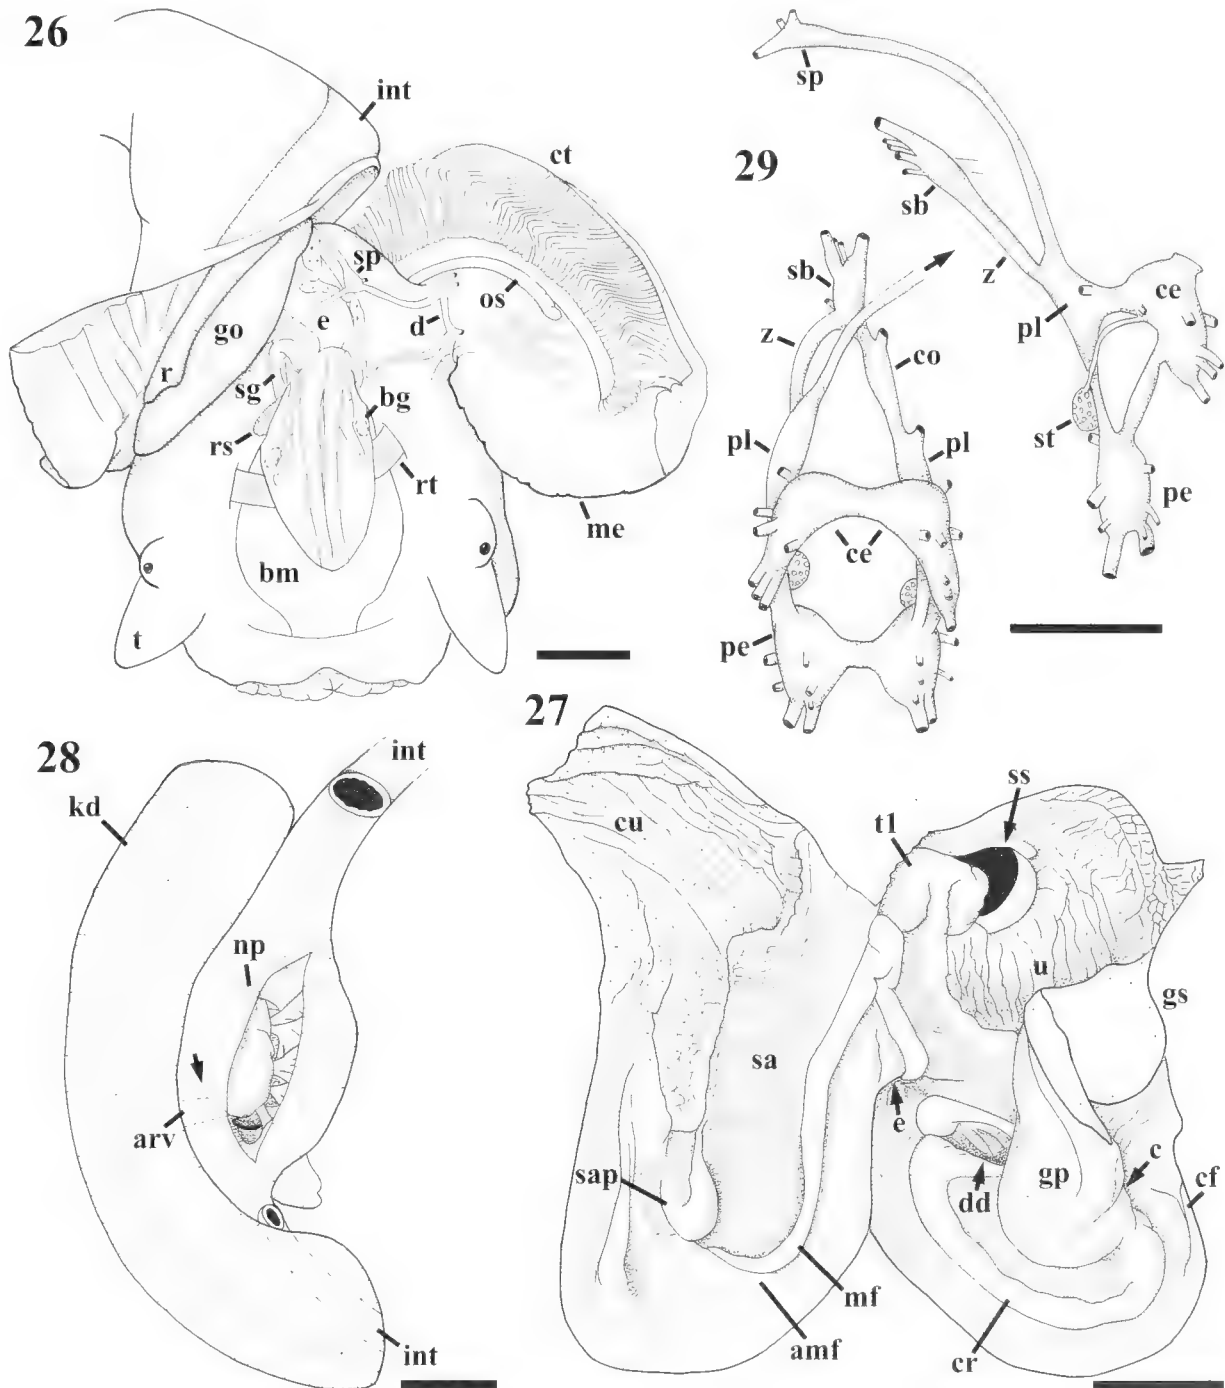 26
int
ct
sp
os
go
e
d
r
sg
bg
rs
rt
me
bm
t
29
sp
sb
z
ce
pl
sb
z
co
pl
pl
st
ce
pe
pe
28
int
kd
np
arv
int
27
ss
t1
cu
u
gs
sa
e
sap
gp
c
cf
dd
mf
amf
cr